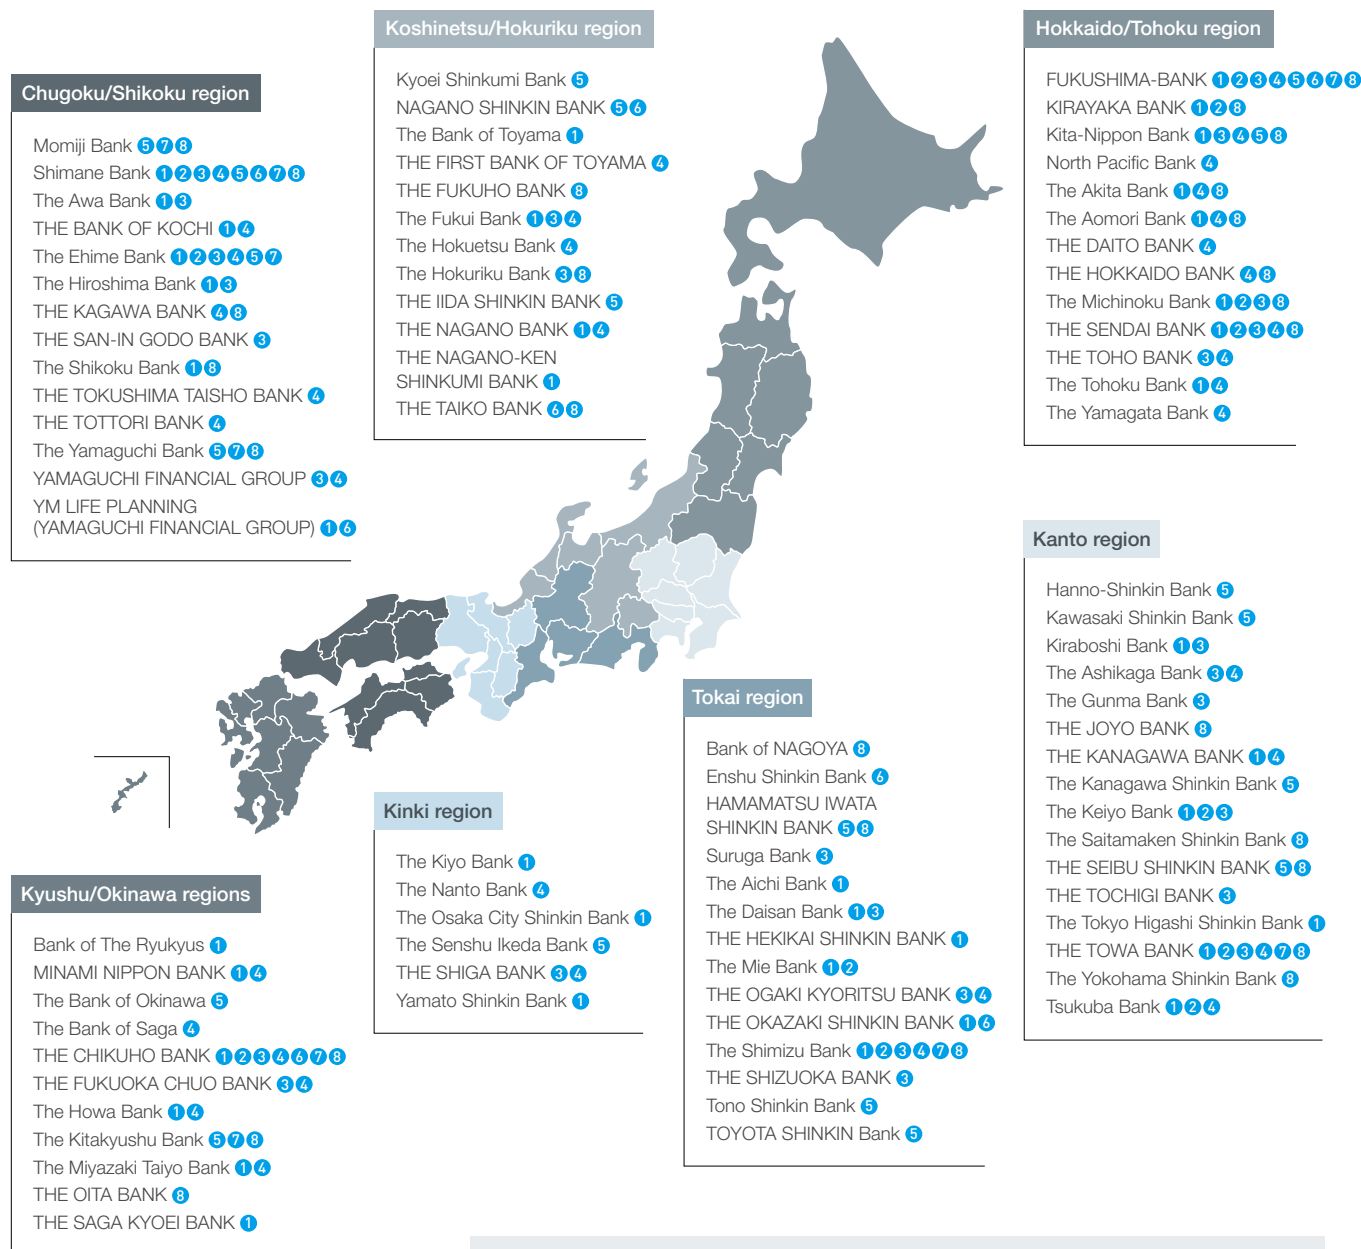 Koshinetsu/Hokuriku region
Kyoei Shinkumi Bank 5
NAGANO SHINKIN BANK 5 6
The Bank of Toyama 1
THE FIRST BANK OF TOYAMA 4
THE FUKUHO BANK 8
The Fukui Bank 1 3 4
The Hokuetsu Bank 4
The Hokuriku Bank 3 8
THE IIDA SHINKIN BANK 5
THE NAGANO BANK 1 4
THE NAGANO-KEN
SHINKUMI BANK 1
THE TAIKO BANK 6 8
Hokkaido/Tohoku region
FUKUSHIMA-BANK 1 2 3 4 5 6 7 8
KIRAYAKA BANK 1 2 8
Kita-Nippon Bank 1 3 4 5 8
North Pacific Bank 4
The Akita Bank 1 4 8
The Aomori Bank 1 4 8
THE DAITO BANK 4
THE HOKKAIDO BANK 4 8
The Michinoku Bank 1 2 3 8
THE SENDAI BANK 1 2 3 4 8
THE TOHO BANK 3 4
The Tohoku Bank 1 4
The Yamagata Bank 4
Chugoku/Shikoku region
Momiji Bank 5 7 8
Shimane Bank 1 2 3 4 5 6 7 8
The Awa Bank 1 3
THE BANK OF KOCHI 1 4
The Ehime Bank 1 2 3 4 5 7
The Hiroshima Bank 1 3
THE KAGAWA BANK 4 8
THE SAN-IN GODO BANK 3
The Shikoku Bank 1 8
THE TOKUSHIMA TAISHO BANK 4
THE TOTTORI BANK 4
The Yamaguchi Bank 5 7 8
YAMAGUCHI FINANCIAL GROUP 3 4
YM LIFE PLANNING
(YAMAGUCHI FINANCIAL GROUP) 1 6
Kanto region
Hanno-Shinkin Bank 5
Kawasaki Shinkin Bank 5
Kiraboshi Bank 1 3
The Ashikaga Bank 3 4
The Gunma Bank 3
THE JOYO BANK 8
THE KANAGAWA BANK 1 4
The Kanagawa Shinkin Bank 5
The Keiyo Bank 1 2 3
The Saitamaken Shinkin Bank 8
THE SEIBU SHINKIN BANK 5 8
THE TOCHIGI BANK 3
The Tokyo Higashi Shinkin Bank 1
THE TOWA BANK 1 2 3 4 7 8
The Yokohama Shinkin Bank 8
Tsukuba Bank 1 2 4
Tokai region
Bank of NAGOYA 8
Enshu Shinkin Bank 6
HAMAMATSU IWATA
SHINKIN BANK 5 8
Suruga Bank 3
The Aichi Bank 1
The Daisan Bank 1 3
THE HEKIKAI SHINKIN BANK 1
The Mie Bank 1 2
THE OGAKI KYORITSU BANK 3 4
THE OKAZAKI SHINKIN BANK 1 6
The Shimizu Bank 1 2 3 4 7 8
THE SHIZUOKA BANK 3
Tono Shinkin Bank 5
TOYOTA SHINKIN Bank 5
Kinki region
The Kiyo Bank 1
The Nanto Bank 4
The Osaka City Shinkin Bank 1
The Senshu Ikeda Bank 5
THE SHIGA BANK 3 4
Yamato Shinkin Bank 1
Kyushu/Okinawa regions
Bank of The Ryukyus 1
MINAMI NIPPON BANK 1 4
The Bank of Okinawa 5
The Bank of Saga 4
THE CHIKUHO BANK 1 2 3 4 6 7 8
THE FUKUOKA CHUO BANK 3 4
The Howa Bank 1 4
The Kitakyushu Bank 5 7 8
The Miyazaki Taiyo Bank 1 4
THE OITA BANK 8
THE SAGA KYOEI BANK 1